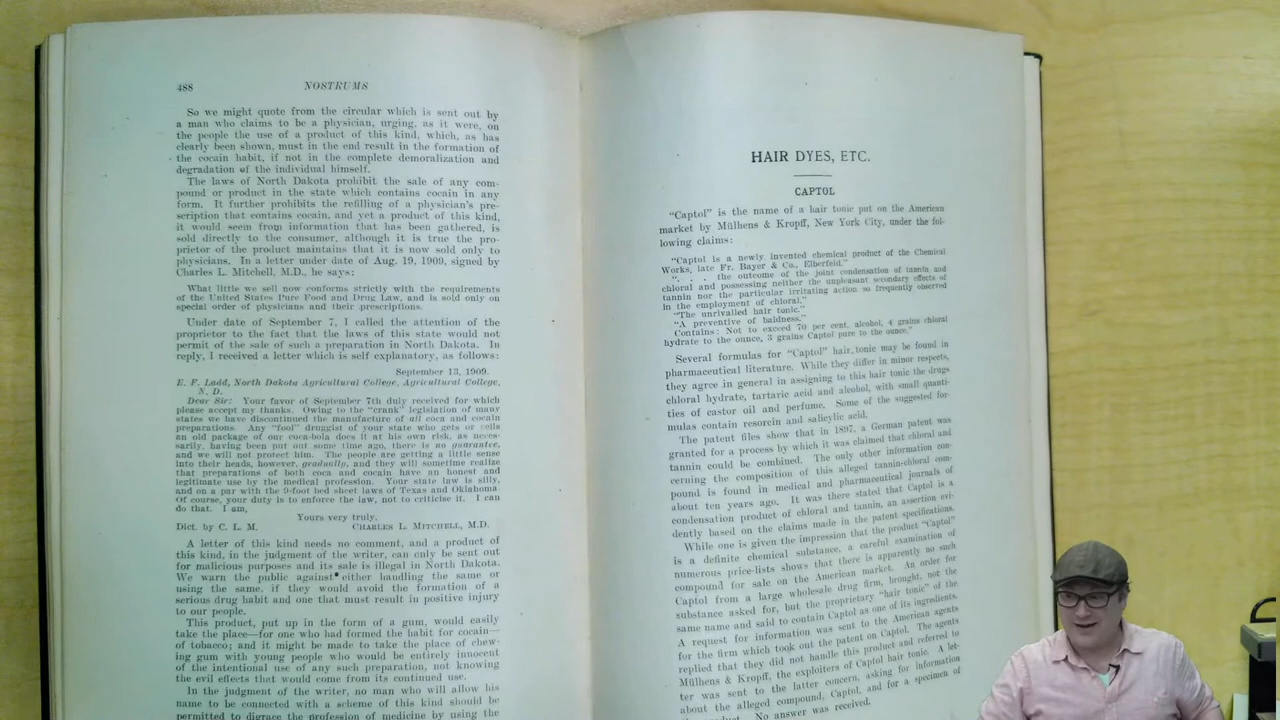 488
NOSTRUMS
So we might quote from the circular which is sent out by
a man who claims to be a physician, urging, as it were, on
the people the use of a product of this kind, which, as has
clearly been shown, must in the end result in the formation of
the cocain habit, if not in the complete demoralization and
degradation of the individual himself.
The laws of North Dakota prohibit the sale of any com-
pound or product in the state which contains cocain in any
form. It further prohibits the refilling of a physician's pre-
scription that contains cocain, and yet a product of this kind,
it would seem from information that has been gathered, is
sold directly to the consumer, although it is true the pro-
prietor of the product maintains that it is now sold only to
physicians. In a letter under date of Aug. 19, 1909, signed by
Charles L. Mitchell, M.D., he says:
What little we sell now conforms strictly with the requirements
of the United States Pure Food and Drug Law, and is sold only on
special order of physicians and their prescriptions.
Under date of September 7, I called the attention of the
proprietor to the fact that the laws of this state would not
permit of the sale of such a preparation in North Dakota. In
reply, I received a letter which is self explanatory, as follows:
September 13, 1909.
E. F. Ladd, North Dakota Agricultural College, Agricultural College,
N. D.
Dear Sir: Your favor of September 7th duly received for which
please accept my thanks. Owing to the "crank" legislation of many
states we have discontinued the manufacture of all coca and cocain
preparations. Any "fool" druggist of your state who gets or sells
an old package of our coca-bola does it at his own risk, as neces-
sarily, having been put out some time ago, there is no guarantee,
and we will not protect him. The people are getting a little sense
into their heads, however, gradually, and they will sometime realize
that preparations of both coca and cocain have an honest and
legitimate use by the medical profession. Your state law is silly,
and on a par with the 9-foot bed sheet laws of Texas and Oklahoma.
Of course, your duty is to enforce the law, not to criticise it. I can
do that. I am,
Yours very truly,
Dict. by C. L. M. CHARLES L. MITCHELL, M.D.
A letter of this kind needs no comment, and a product of
this kind, in the judgment of the writer, can only be sent out
for malicious purposes and its sale is illegal in North Dakota.
We warn the public against either handling the same or
using the same, if they would avoid the formation of a
serious drug habit and one that must result in positive injury
to our people.
This product, put up in the form of a gum, would easily
take the place—for one who had formed the habit for cocain—
of tobacco; and it might be made to take the place of chew-
ing gum with young people who would be entirely innocent
of the intentional use of any such preparation, not knowing
the evil effects that would come from its continued use.
In the judgment of the writer, no man who will allow his
name to be connected with a scheme of this kind should be
permitted to disgrace the profession of medicine by using the
HAIR DYES, ETC.
CAPTOL
"Captol" is the name of a hair tonic put on the American
market by Mülhens & Kropff, New York City, under the fol-
lowing claims:
"Captol is a newly invented chemical product of the Chemical
Works, late Fr. Bayer & Co., Elberfeld."
". . . the outcome of the joint condensation of tannin and
chloral and possessing neither the unpleasant secondary effects of
tannin nor the particular irritating action so frequently observed
in the employment of chloral."
"The unrivalled hair tonic."
"A preventive of baldness."
Contains: Not to exceed 70 per cent. alcohol, 4 grains chloral
hydrate to the ounce, 3 grains Captol pure to the ounce."
Several formulas for "Captol" hair tonic may be found in
pharmaceutical literature. While they differ in minor respects,
they agree in general in assigning to this hair tonic the drugs
chloral hydrate, tartaric acid and alcohol, with small quanti-
ties of castor oil and perfume. Some of the suggested for-
mulas contain resorcin and salicylic acid.
The patent files show that in 1897, a German patent was
granted for a process by which it was claimed that chloral and
tannin could be combined. The only other information con-
cerning the composition of this alleged tannin-chloral com-
pound is found in medical and pharmaceutical journals of
about ten years ago. It was there stated that Captol is a
condensation product of chloral and tannin, an assertion evi-
dently based on the claims made in the patent specifications.
While one is given the impression that the product "Captol"
is a definite chemical substance, a careful examination of
numerous price-lists shows that there is apparently no such
compound for sale on the American market. An order for
Captol from a large wholesale drug firm, brought, not the
substance asked for, but the proprietary "hair tonic" of the
same name and said to contain Captol as one of its ingredients.
A request for information was sent to the American agents
for the firm which took out the patent on Captol. The agents
replied that they did not handle this product and referred to
Mülhens & Kropff, the exploiters of Captol hair tonic. A let-
ter was sent to the latter concern, asking for information
about the alleged compound, Captol, and for a specimen of
No answer was received.